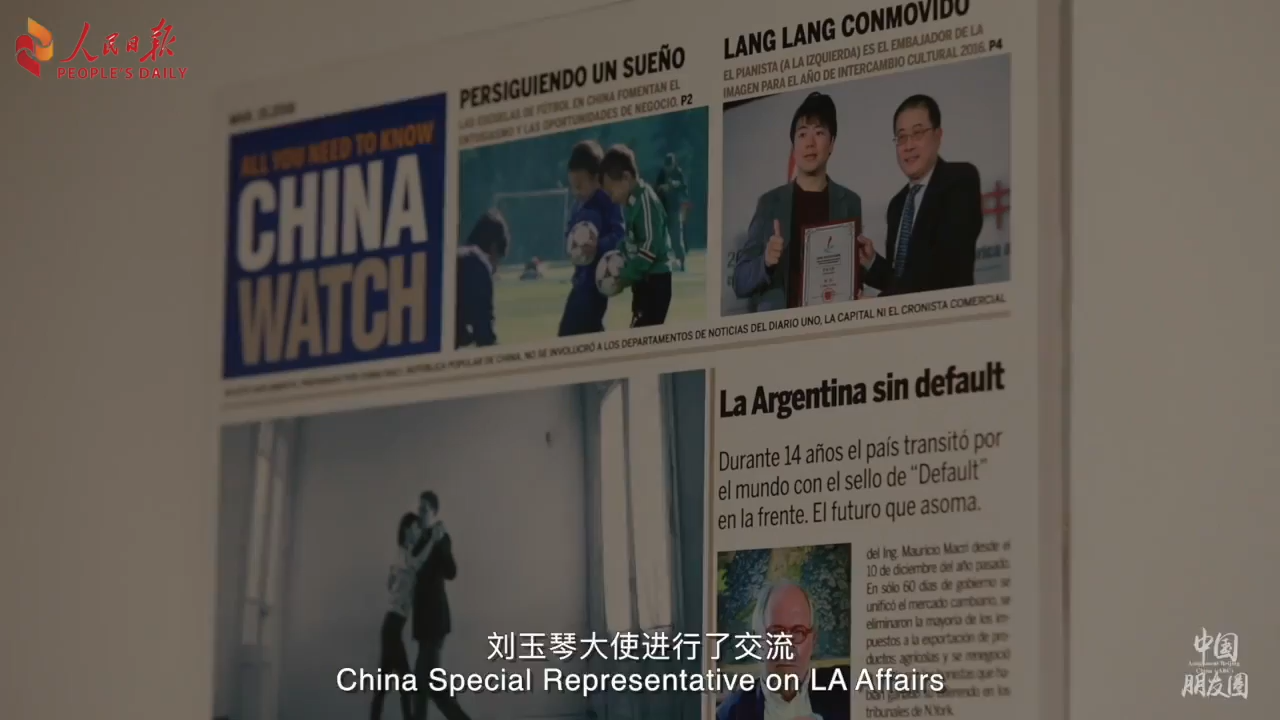 人民日报
PEOPLE'S DAILY
ALL YOU NEED TO KNOW
CHINA
WATCH
PERSIGUIENDO UN SUEÑO
LAS ESCUELAS DE FÚTBOL EN CHINA FOMENTAN EL
ENTUSIASMO Y LAS OPORTUNIDADES DE NEGOCIO. P2
LANG LANG CONMOVIDO
EL PIANISTA (A LA IZQUIERDA) ES EL EMBAJADOR DE LA
IMAGEN PARA EL AÑO DE INTERCAMBIO CULTURAL 2016. P4
REPÚBLICA POPULAR DE CHINA, NO SE INVOLUCRÓ A LOS DEPARTAMENTOS DE NOTICIAS DEL DIARIO UNO, LA CAPITAL NI EL CRONISTA COMERCIAL
La Argentina sin default
Durante 14 años el país transitó por
el mundo con el sello de "Default"
en la frente. El futuro que asoma.
del Ing. Mauricio Macri desde el
10 de diciembre del año pasado.
En sólo 60 días de gobierno se
unificó el mercado cambiario, se
eliminaron la mayoría de los im-
puestos a la exportación de pro-
ductos agrícolas y se renegoció
tribunales de N.York.
刘玉琴大使进行了交流
China Special Representative on LA Affairs
中国
朋友圈